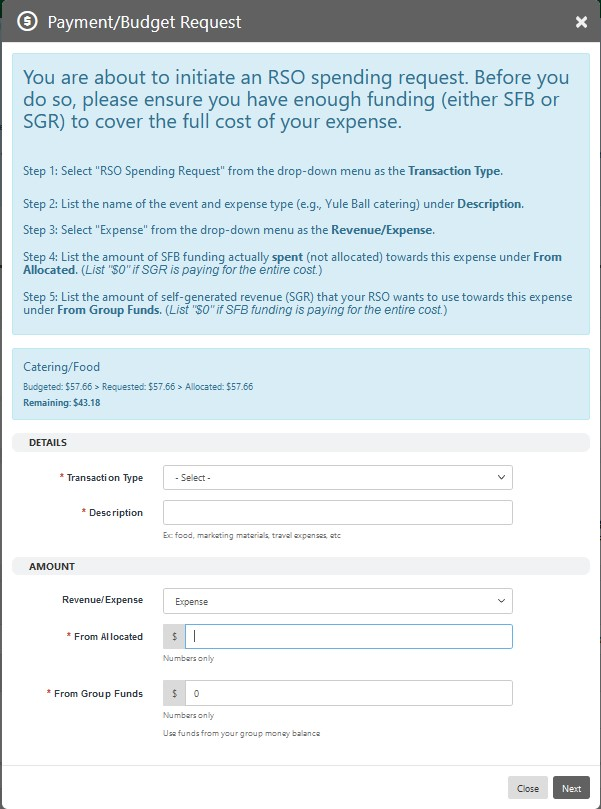 Payment/Budget Request
You are about to initiate an RSO spending request. Before you
do so, please ensure you have enough funding (either SFB or
SGR) to cover the full cost of your expense.
Step 1: Select "RSO Spending Request" from the drop-down menu as the Transaction Type.
Step 2: List the name of the event and expense type (e.g., Yule Ball catering) under Description.
Step 3: Select "Expense" from the drop-down menu as the Revenue/Expense.
Step 4: List the amount of SFB funding actually spent (not allocated) towards this expense under From
Allocated. (List "$0" if SGR is paying for the entire cost.)
Step 5: List the amount of self-generated revenue (SGR) that your RSO wants to use towards this expense
under From Group Funds. (List "$0" if SFB funding is paying for the entire cost.)
Catering/Food
Budgeted: $57.66 > Requested: $57.66 > Allocated: $57.66
Remaining: $43.18
DETAILS
* Transaction Type - Select -
* Description
Ex: food, marketing materials, travel expenses, etc
AMOUNT
Revenue/Expense Expense
* From Allocated $
Numbers only
* From Group Funds $ 0
Numbers only
Use funds from your group money balance
Close Next